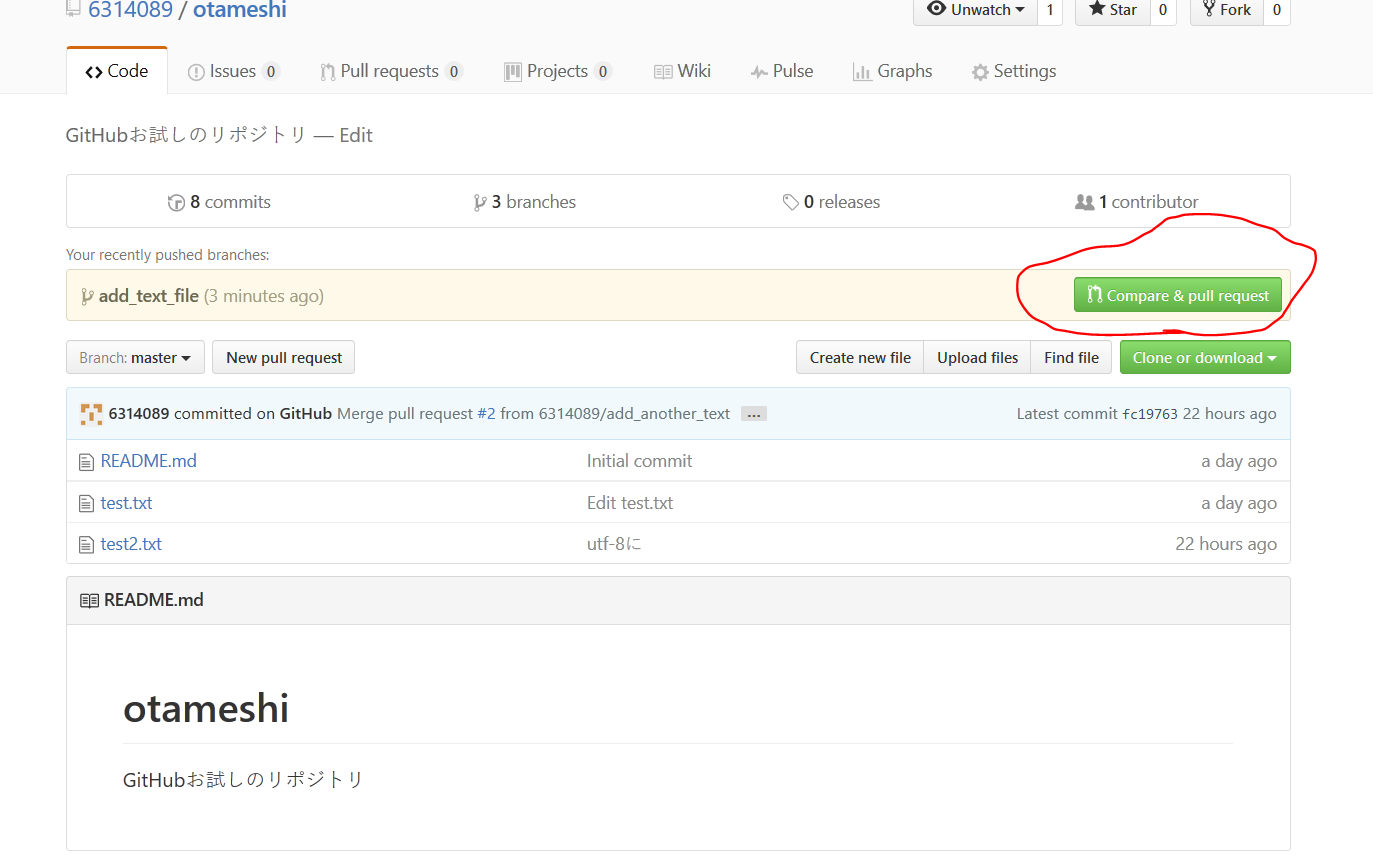 6314089 / otameshi Unwatch 1 Star 0 Fork 0
Code Issues 0 Pull requests 0 Projects 0 Wiki Pulse Graphs Settings
GitHubお試しのリポジトリ — Edit
8 commits 3 branches 0 releases 1 contributor
Your recently pushed branches:
add_text_file (3 minutes ago) Compare & pull request
Branch: master New pull request Create new file Upload files Find file Clone or download
6314089 committed on GitHub Merge pull request #2 from 6314089/add_another_text … Latest commit fc19763 22 hours ago
README.md Initial commit a day ago
test.txt Edit test.txt a day ago
test2.txt utf-8に 22 hours ago
README.md
otameshi
GitHubお試しのリポジトリ